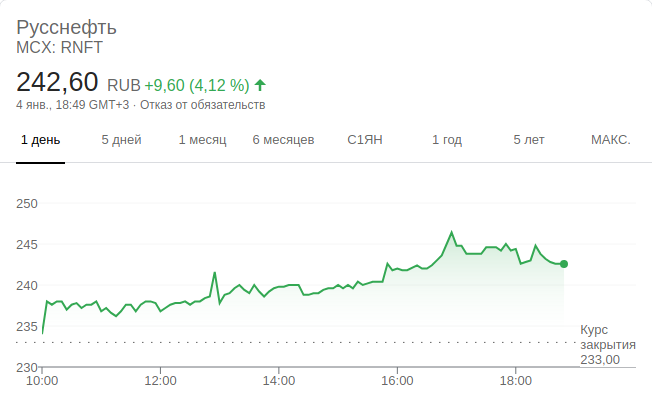 Русснефть
MCX: RNFT
242,60 RUB +9,60 (4,12 %)
4 янв., 18:49 GMT+3 · Отказ от обязательств
1 день 5 дней 1 месяц 6 месяцев С1ЯН 1 год 5 лет МАКС.
250
245
240
235
230
Курс
закрытия
233,00
10:00 12:00 14:00 16:00 18:00